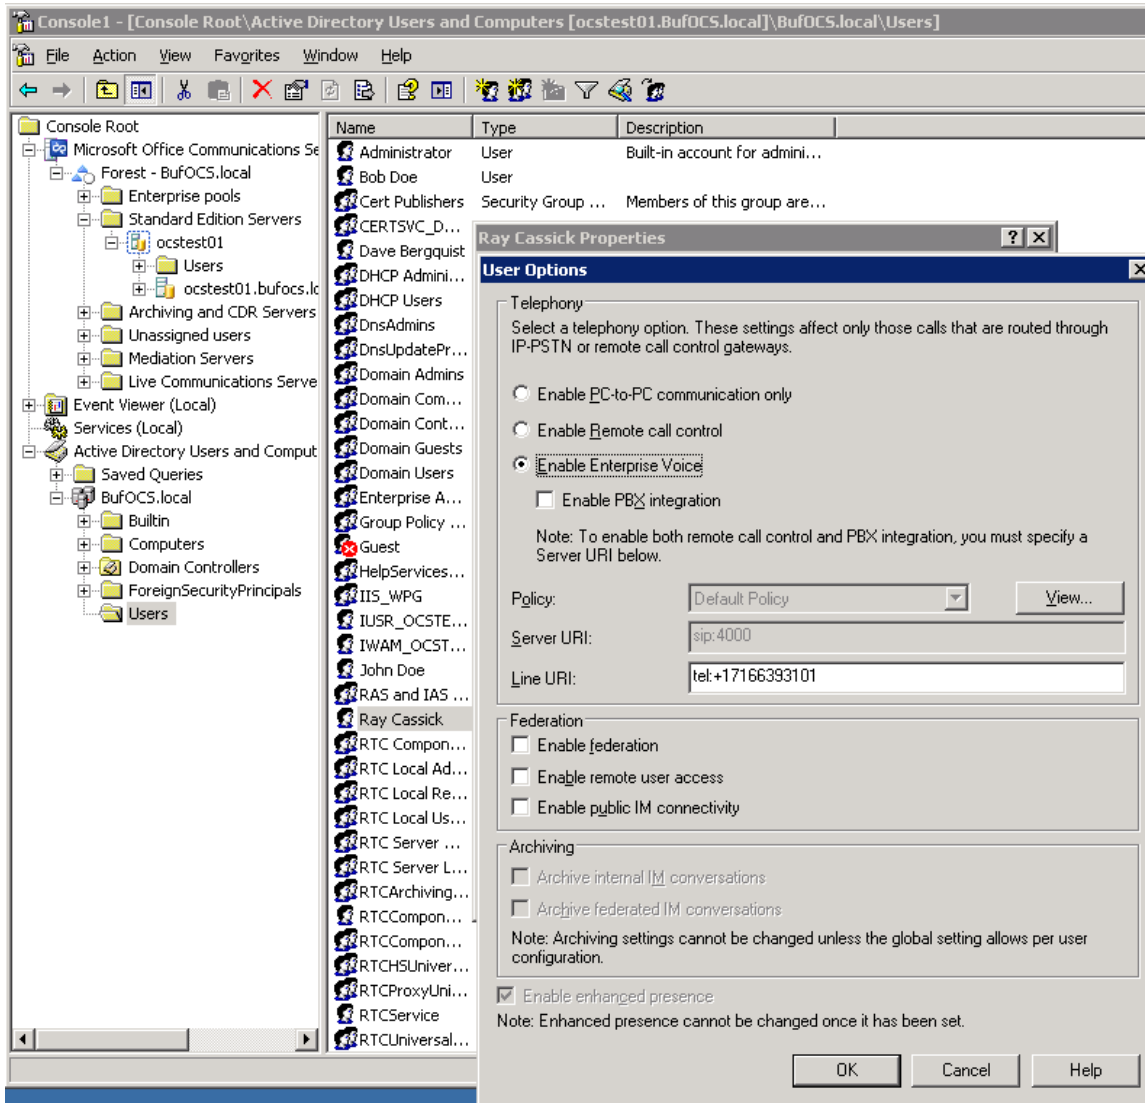 Console1 - [Console Root\Active Directory Users and Computers [ocstest01.BufOCS.local]\BufOCS.local\Users]
File Action View Favorites Window Help
Console Root
Microsoft Office Communications Se
Forest - BufOCS.local
Enterprise pools
Standard Edition Servers
ocstest01
Users
ocstest01.bufocs.lc
Archiving and CDR Servers
Unassigned users
Mediation Servers
Live Communications Serve
Event Viewer (Local)
Services (Local)
Active Directory Users and Comput
Saved Queries
BufOCS.local
Builtin
Computers
Domain Controllers
ForeignSecurityPrincipals
Users
Name Type Description
Administrator User Built-in account for admini...
Bob Doe User
Cert Publishers Security Group ... Members of this group are...
CERTSVC_D...
Dave Bergquist
DHCP Admini...
DHCP Users
DnsAdmins
DnsUpdatePr...
Domain Admins
Domain Com...
Domain Cont...
Domain Guests
Domain Users
Enterprise A...
Group Policy ...
Guest
HelpServices...
IIS_WPG
IUSR_OCSTE...
IWAM_OCST...
John Doe
RAS and IAS ...
Ray Cassick
RTC Compon...
RTC Local Ad...
RTC Local Re...
RTC Local Us...
RTC Server ...
RTC Server L...
RTCArchiving...
RTCCompon...
RTCCompon...
RTCHSUniver...
RTCProxyUni...
RTCService
RTCUniversal...
Ray Cassick Properties
User Options
Telephony
Select a telephony option. These settings affect only those calls that are routed through
IP-PSTN or remote call control gateways.
Enable PC-to-PC communication only
Enable Remote call control
Enable Enterprise Voice
Enable PBX integration
Note: To enable both remote call control and PBX integration, you must specify a
Server URI below.
Policy: Default Policy View...
Server URI: sip:4000
Line URI: tel:+17166393101
Federation
Enable federation
Enable remote user access
Enable public IM connectivity
Archiving
Archive internal IM conversations
Archive federated IM conversations
Note: Archiving settings cannot be changed unless the global setting allows per user
configuration.
Enable enhanced presence
Note: Enhanced presence cannot be changed once it has been set.
OK Cancel Help